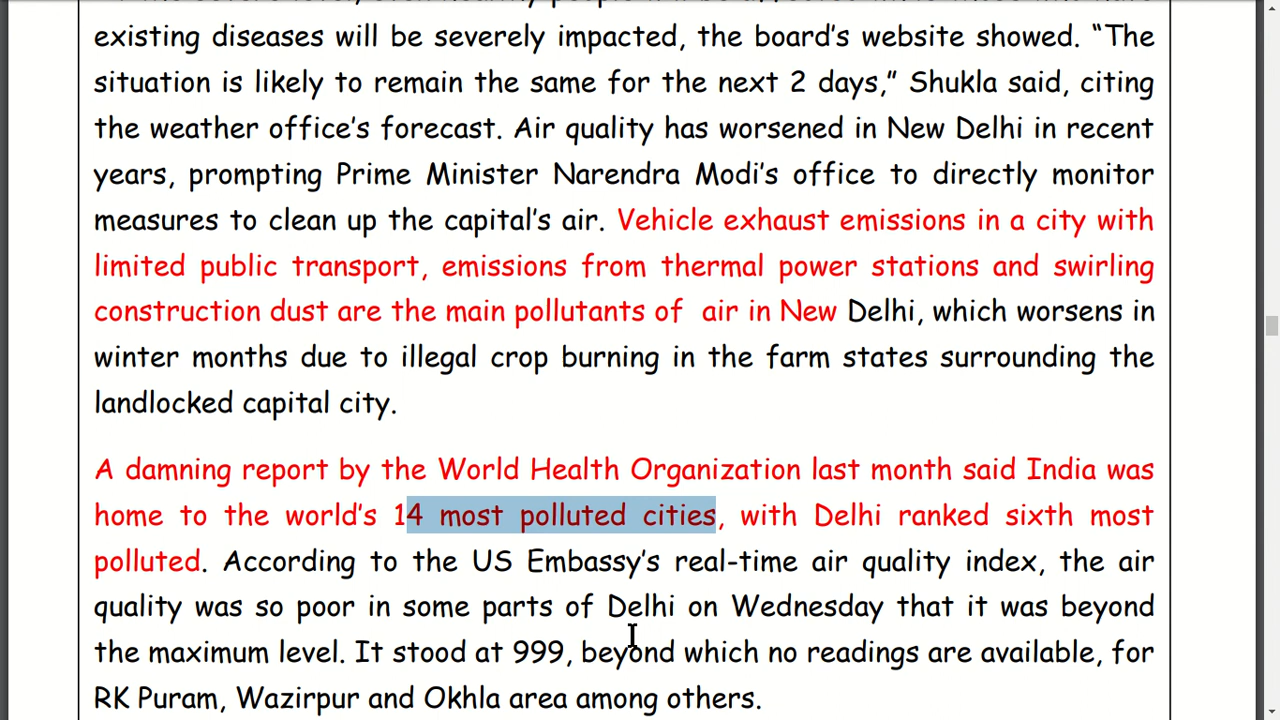 existing diseases will be severely impacted, the board's website showed. “The
situation is likely to remain the same for the next 2 days,” Shukla said, citing
the weather office's forecast. Air quality has worsened in New Delhi in recent
years, prompting Prime Minister Narendra Modi's office to directly monitor
measures to clean up the capital's air. Vehicle exhaust emissions in a city with
limited public transport, emissions from thermal power stations and swirling
construction dust are the main pollutants of  air in New Delhi, which worsens in
winter months due to illegal crop burning in the farm states surrounding the
landlocked capital city.
A damning report by the World Health Organization last month said India was
home to the world's 14 most polluted cities, with Delhi ranked sixth most
polluted. According to the US Embassy's real-time air quality index, the air
quality was so poor in some parts of Delhi on Wednesday that it was beyond
the maximum level. It stood at 999, beyond which no readings are available, for
RK Puram, Wazirpur and Okhla area among others.